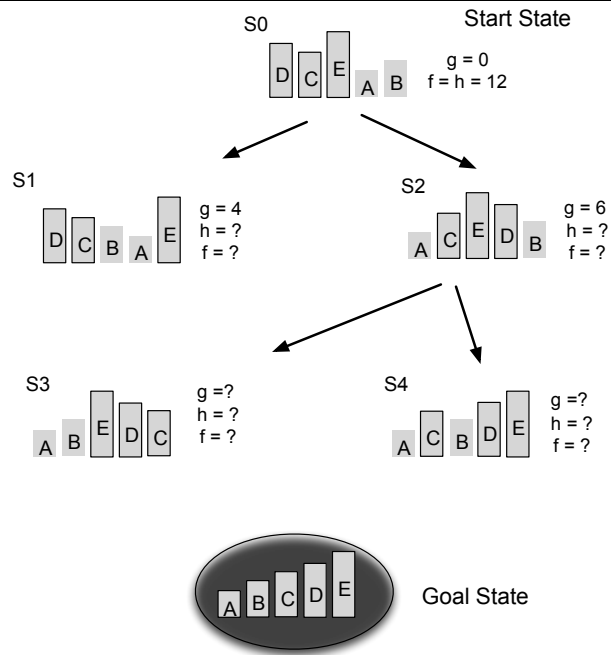 S0
Start State
D C E A B
g = 0
f = h = 12
S1
D C B A E
g = 4
h = ?
f = ?
S2
A C E D B
g = 6
h = ?
f = ?
S3
A B E D C
g =?
h = ?
f = ?
S4
A C B D E
g =?
h = ?
f = ?
A B C D E
Goal State